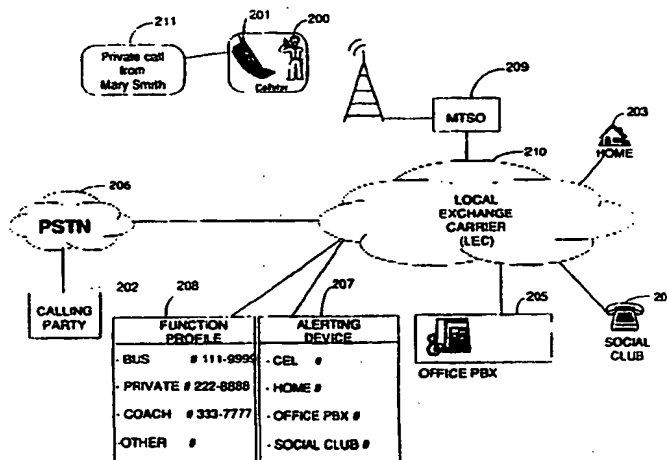 211
201
200
Private call
from
Mary Smith
Cellular
209
MTSO
203
HOME
210
206
PSTN
LOCAL
EXCHANGE
CARRIER
(LEC)
CALLING
PARTY
202
208
207
FUNCTION
PROFILE
- BUS # 111-9999
- PRIVATE # 222-8888
- COACH # 333-7777
- OTHER #
ALERTING
DEVICE
- CEL #
- HOME #
- OFFICE PBX #
- SOCIAL CLUB #
205
OFFICE PBX
SOCIAL
CLUB